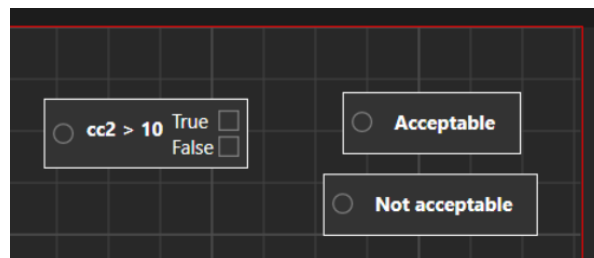 cc2 > 10
True
False
Acceptable
Not acceptable